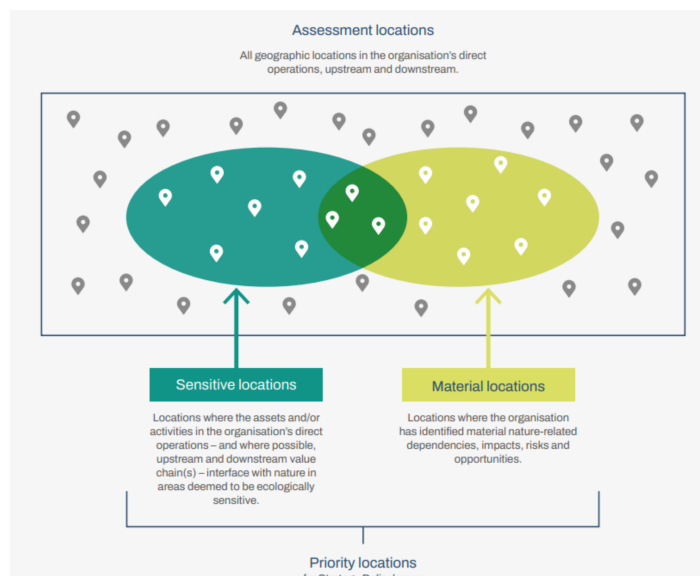 Assessment locations
All geographic locations in the organisation's direct
operations, upstream and downstream.
Sensitive locations
Locations where the assets and/or
activities in the organisation's direct
operations – and where possible,
upstream and downstream value
chain(s) – interface with nature in
areas deemed to be ecologically
sensitive.
Material locations
Locations where the organisation
has identified material nature-related
dependencies, impacts, risks and
opportunities.
Priority locations